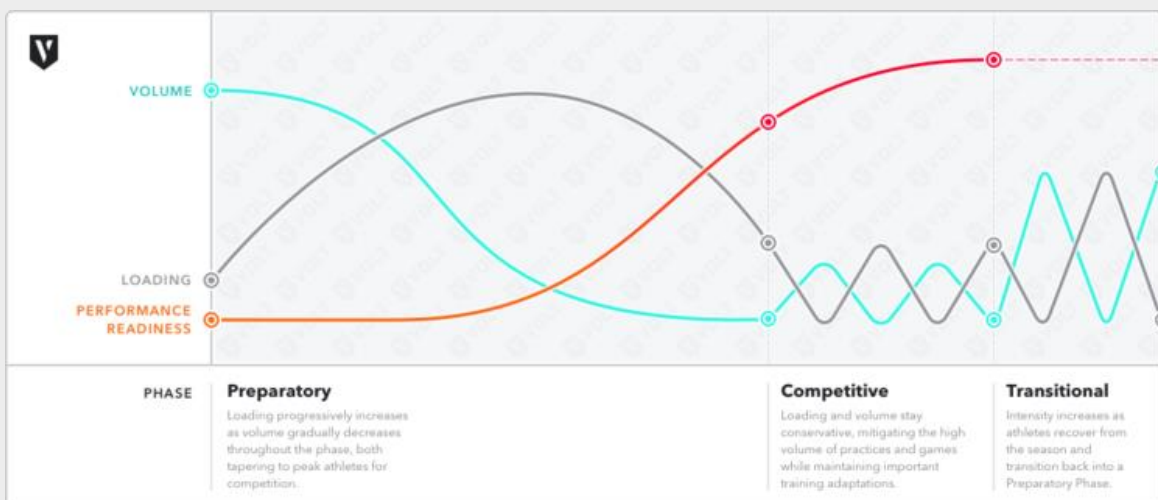 VOLUME
LOADING
PERFORMANCE
READINESS
PHASE
Preparatory
Loading progressively increases
as volume gradually decreases
throughout the phase, both
tapering to peak athletes for
competition.
Competitive
Loading and volume stay
conservative, mitigating the high
volume of practices and games
while maintaining important
training adaptations.
Transitional
Intensity increases as
athletes recover from
the season and
transition back into a
Preparatory Phase.